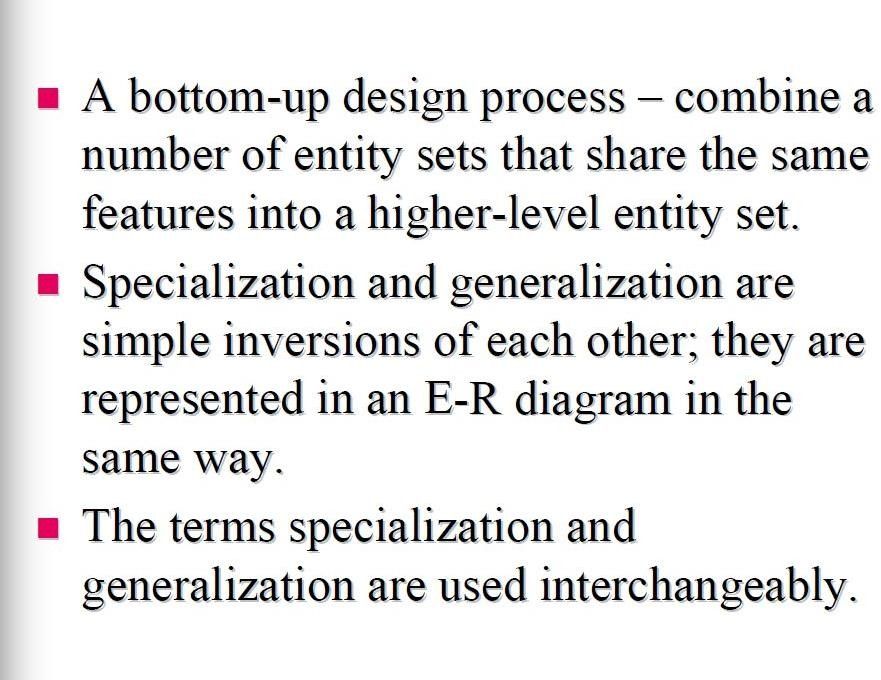 A bottom-up design process – combine a
number of entity sets that share the same
features into a higher-level entity set.
Specialization and generalization are
simple inversions of each other; they are
represented in an E-R diagram in the
same way.
The terms specialization and
generalization are used interchangeably.